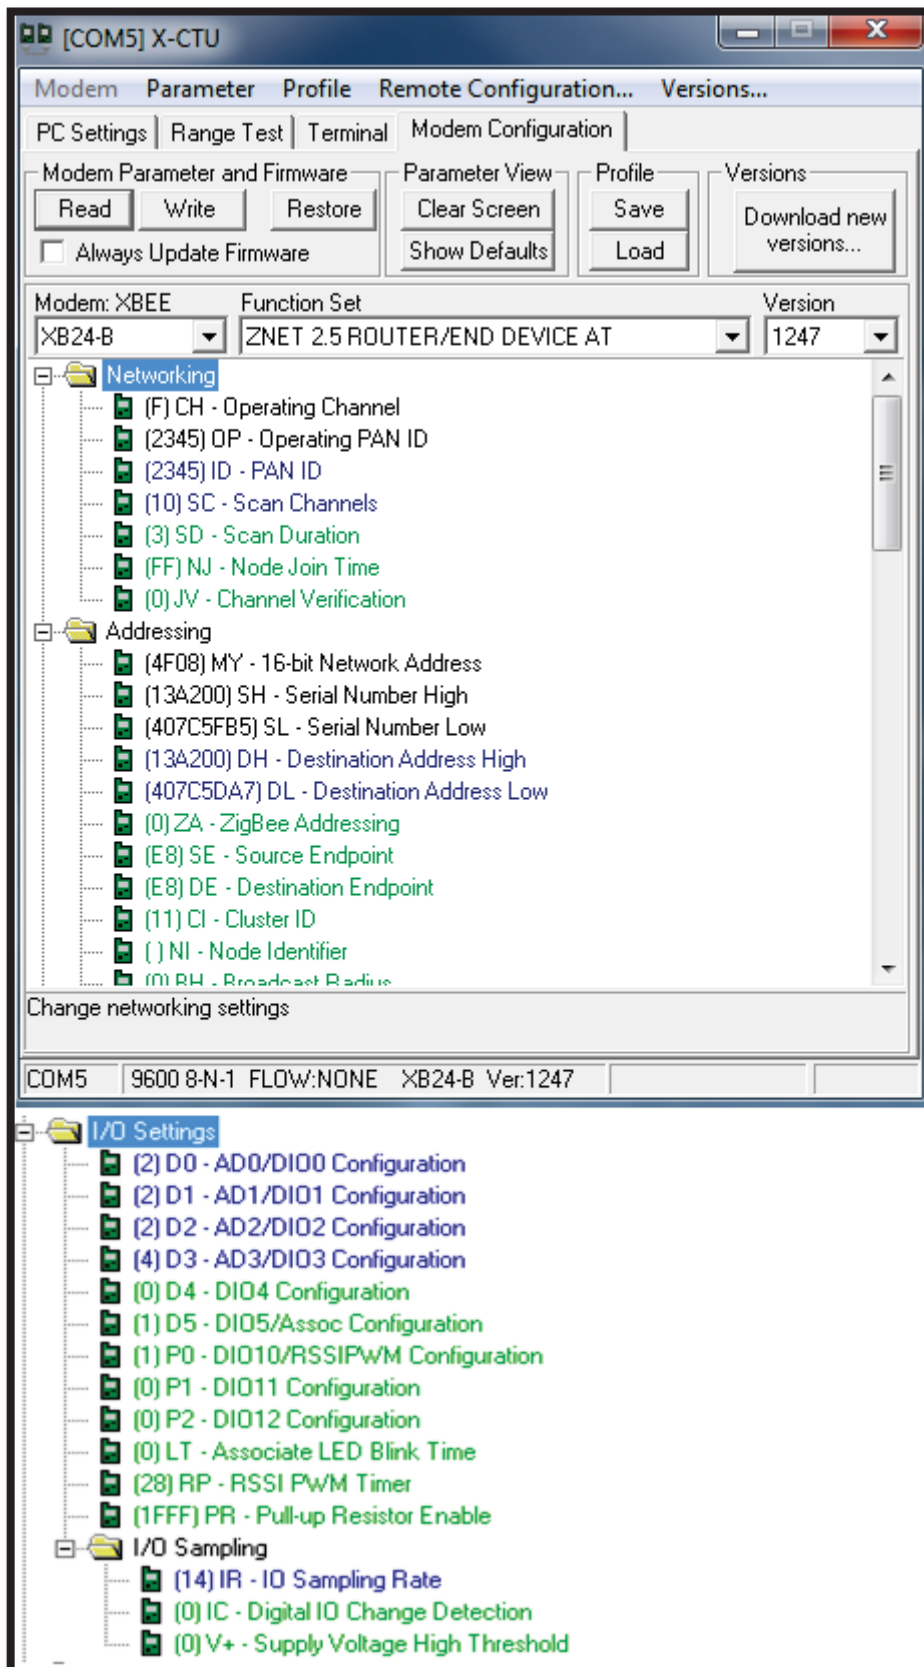 [COM5] X-CTU
Modem Parameter Profile Remote Configuration... Versions...
PC Settings Range Test Terminal Modem Configuration
Modem Parameter and Firmware Parameter View Profile Versions
Read Write Restore Clear Screen Save Download new versions...
Always Update Firmware Show Defaults Load
Modem: XBEE Function Set Version
XB24-B ZNET 2.5 ROUTER/END DEVICE AT 1247
Networking
(F) CH - Operating Channel
(2345) OP - Operating PAN ID
(2345) ID - PAN ID
(10) SC - Scan Channels
(3) SD - Scan Duration
(FF) NJ - Node Join Time
(0) JV - Channel Verification
Addressing
(4F08) MY - 16-bit Network Address
(13A200) SH - Serial Number High
(407C5FB5) SL - Serial Number Low
(13A200) DH - Destination Address High
(407C5DA7) DL - Destination Address Low
(0) ZA - ZigBee Addressing
(E8) SE - Source Endpoint
(E8) DE - Destination Endpoint
(11) CI - Cluster ID
( ) NI - Node Identifier
(0) BH - Broadcast Radius
Change networking settings
COM5 9600 8-N-1 FLOW:NONE XB24-B Ver:1247
I/O Settings
(2) D0 - AD0/DIO0 Configuration
(2) D1 - AD1/DIO1 Configuration
(2) D2 - AD2/DIO2 Configuration
(4) D3 - AD3/DIO3 Configuration
(0) D4 - DIO4 Configuration
(1) D5 - DIO5/Assoc Configuration
(1) P0 - DIO10/RSSIPWM Configuration
(0) P1 - DIO11 Configuration
(0) P2 - DIO12 Configuration
(0) LT - Associate LED Blink Time
(28) RP - RSSI PWM Timer
(1FFF) PR - Pull-up Resistor Enable
I/O Sampling
(14) IR - IO Sampling Rate
(0) IC - Digital IO Change Detection
(0) V+ - Supply Voltage High Threshold